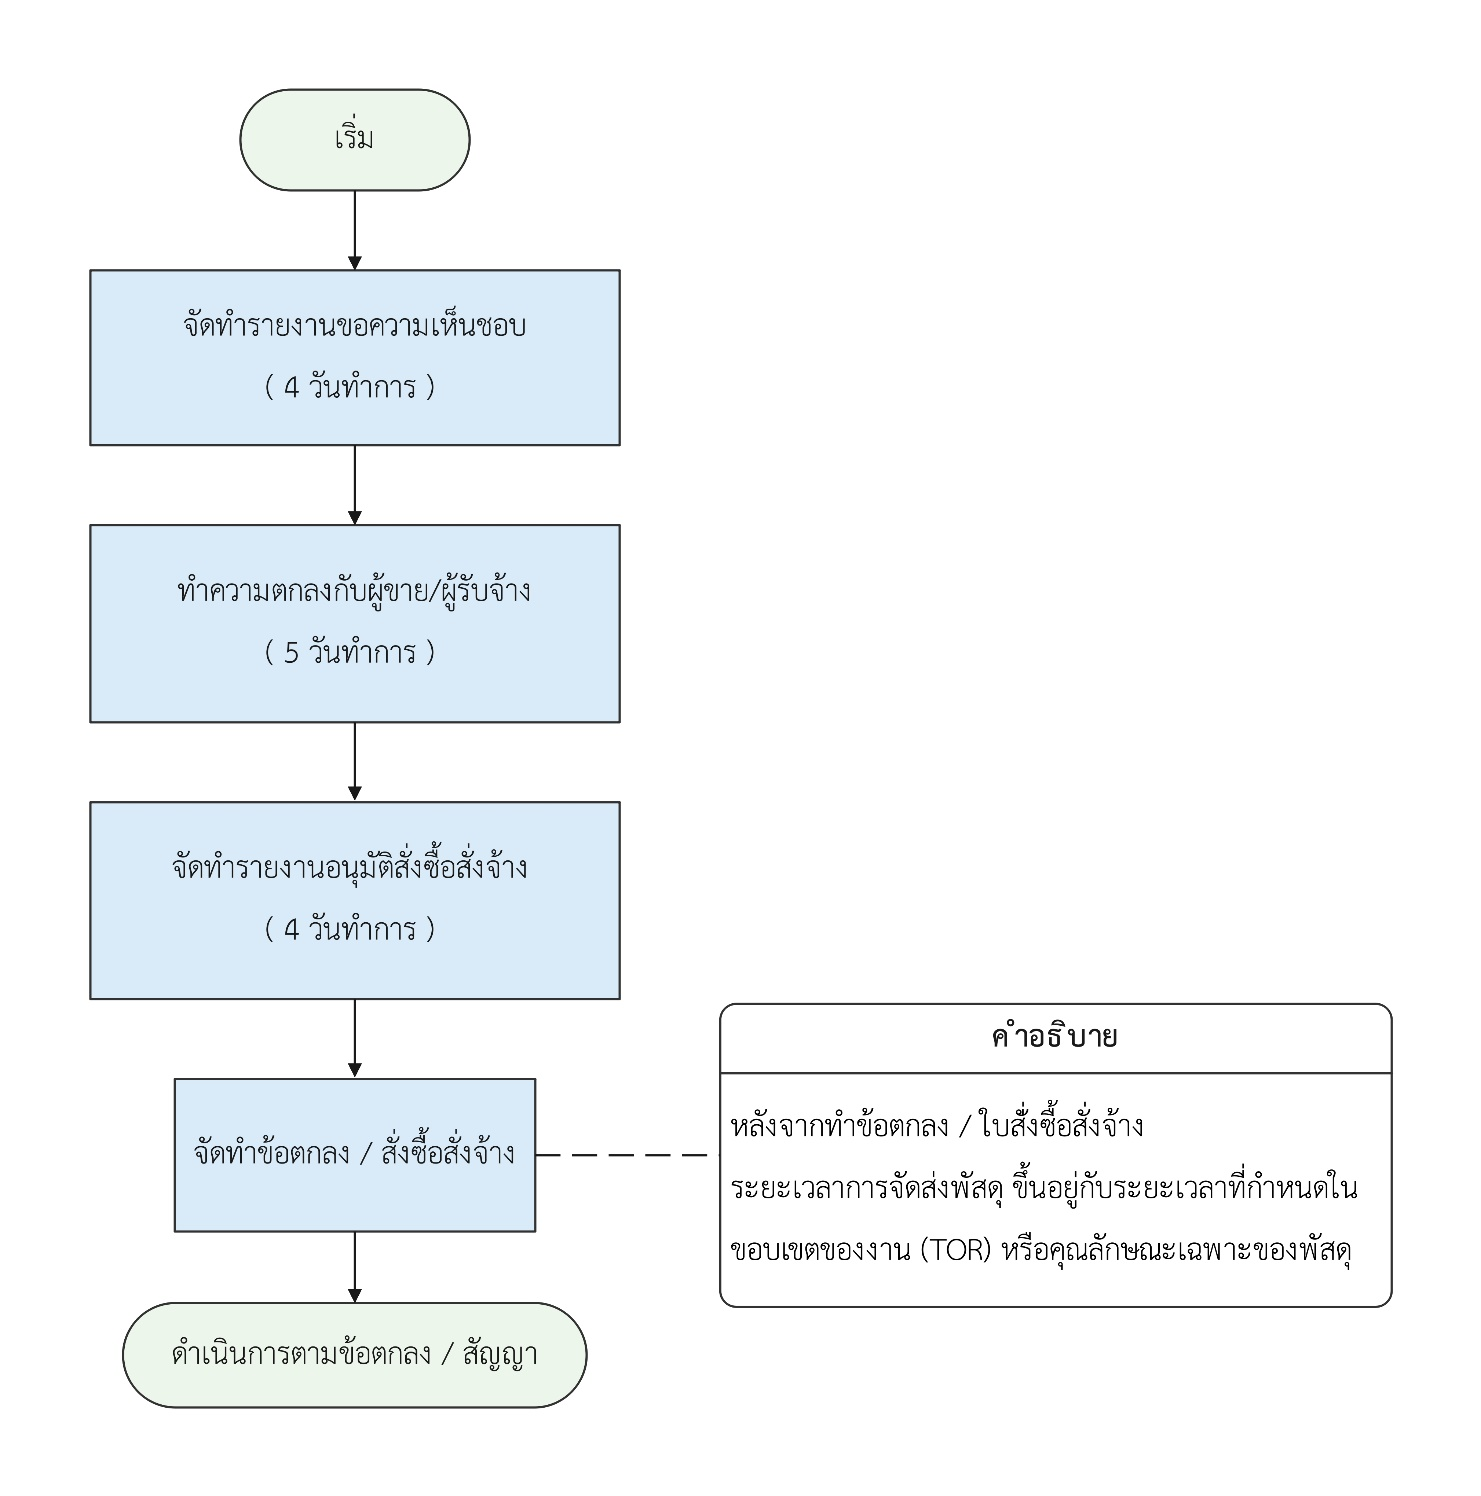 เริ่ม
จัดทำรายงานขอความเห็นชอบ
( 4 วันทำการ )
ทำความตกลงกับผู้ขาย/ผู้รับจ้าง
( 5 วันทำการ )
จัดทำรายงานอนุมัติสั่งซื้อสั่งจ้าง
( 4 วันทำการ )
จัดทำข้อตกลง / สั่งซื้อสั่งจ้าง
คำอธิบาย
หลังจากทำข้อตกลง / ใบสั่งซื้อสั่งจ้าง
ระยะเวลาการจัดส่งพัสดุ ขึ้นอยู่กับระยะเวลาที่กำหนดใน
ขอบเขตของงาน (TOR) หรือคุณลักษณะเฉพาะของพัสดุ
ดำเนินการตามข้อตกลง / สัญญา